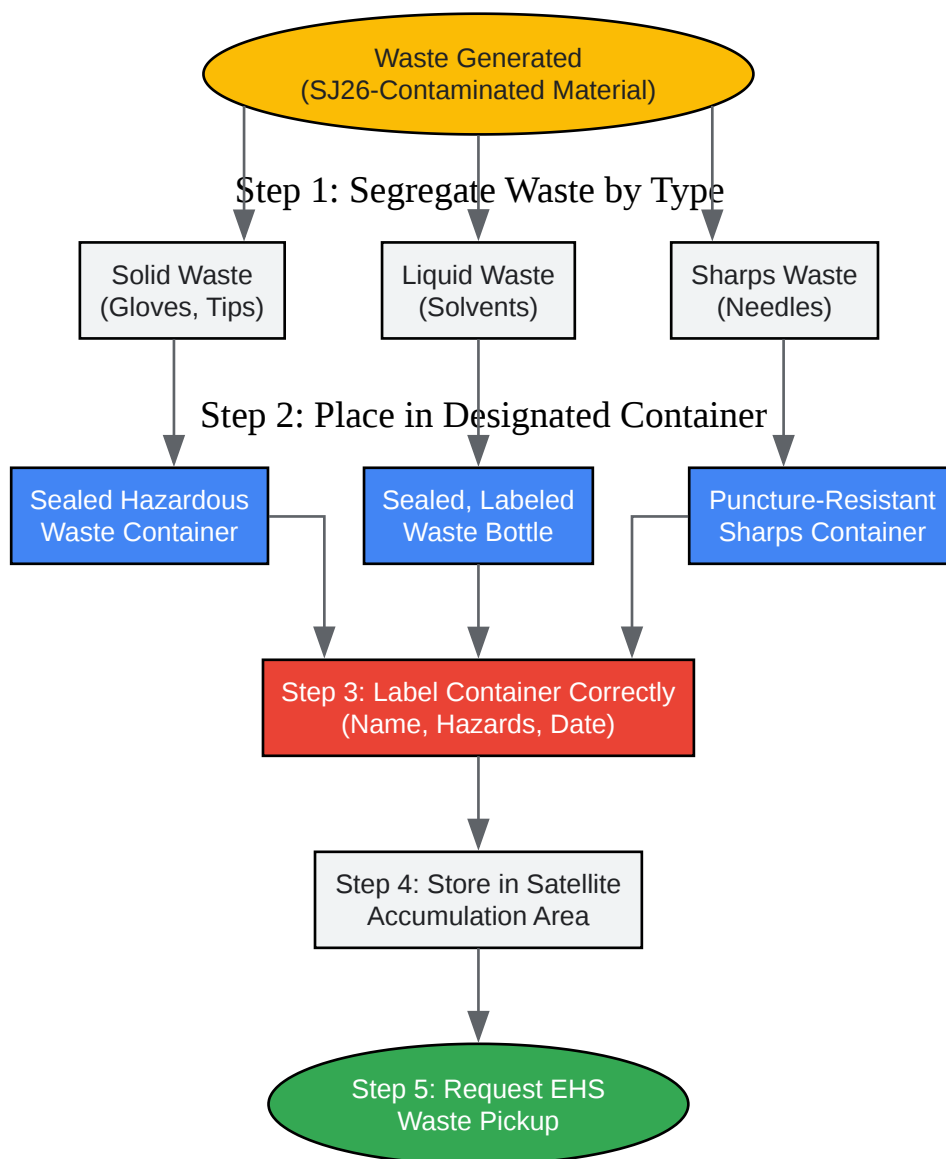 Waste Generated
(SJ26-Contaminated Material)
Step 1: Segregate Waste by Type
Solid Waste
(Gloves, Tips)
Liquid Waste
(Solvents)
Sharps Waste
(Needles)
Step 2: Place in Designated Container
Sealed Hazardous
Waste Container
Sealed, Labeled
Waste Bottle
Puncture-Resistant
Sharps Container
Step 3: Label Container Correctly
(Name, Hazards, Date)
Step 4: Store in Satellite
Accumulation Area
Step 5: Request EHS
Waste Pickup